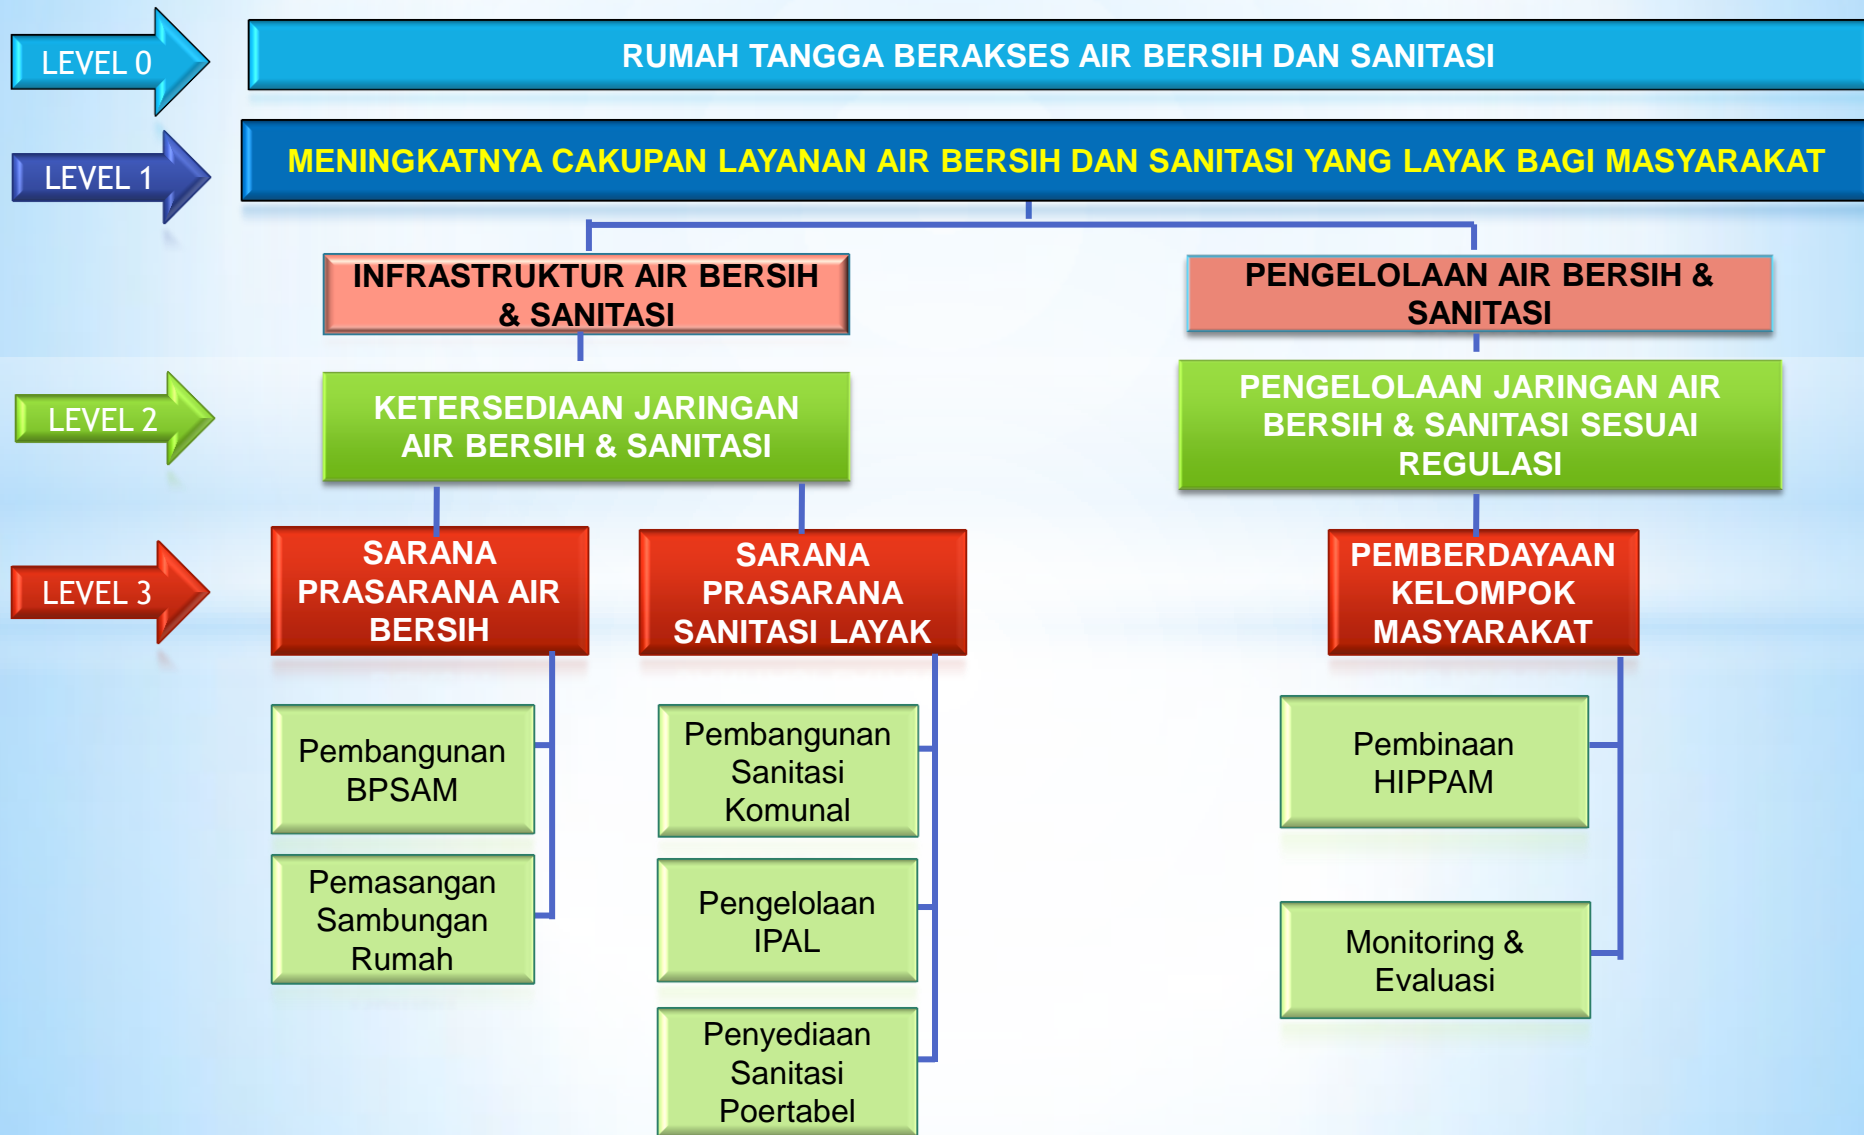 LEVEL 0
RUMAH TANGGA BERAKSES AIR BERSIH DAN SANITASI
LEVEL 1
MENINGKATNYA CAKUPAN LAYANAN AIR BERSIH DAN SANITASI YANG LAYAK BAGI MASYARAKAT
INFRASTRUKTUR AIR BERSIH
& SANITASI
PENGELOLAAN AIR BERSIH &
SANITASI
LEVEL 2
KETERSEDIAAN JARINGAN
AIR BERSIH & SANITASI
PENGELOLAAN JARINGAN AIR
BERSIH & SANITASI SESUAI
REGULASI
LEVEL 3
SARANA
PRASARANA AIR
BERSIH
SARANA
PRASARANA
SANITASI LAYAK
PEMBERDAYAAN
KELOMPOK
MASYARAKAT
Pembangunan
BPSAM
Pemasangan
Sambungan
Rumah
Pembangunan
Sanitasi
Komunal
Pengelolaan
IPAL
Penyediaan
Sanitasi
Poertabel
Pembinaan
HIPPAM
Monitoring &
Evaluasi